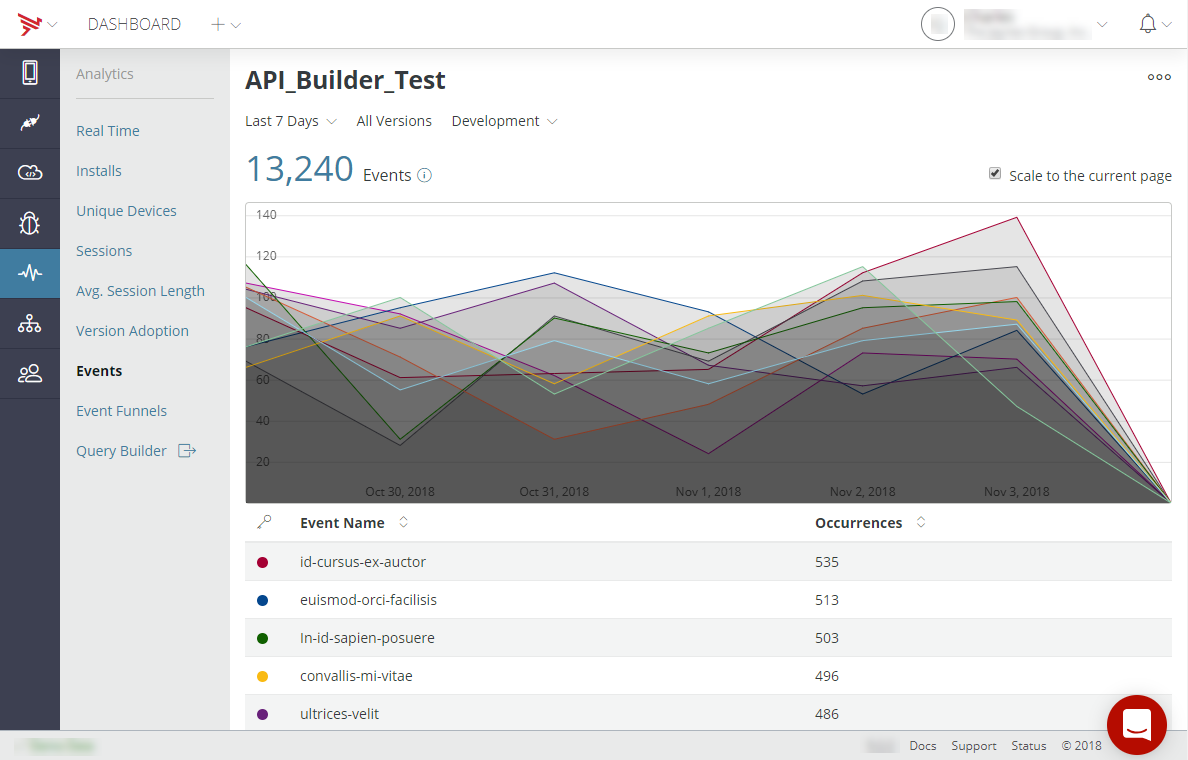 DASHBOARD
Analytics
Real Time
Installs
Unique Devices
Sessions
Avg. Session Length
Version Adoption
Events
Event Funnels
Query Builder
API_Builder_Test
Last 7 Days All Versions Development
13,240 Events
Scale to the current page
140
120
100
80
60
40
20
Oct 30, 2018 Oct 31, 2018 Nov 1, 2018 Nov 2, 2018 Nov 3, 2018
Event Name Occurrences
id-cursus-ex-auctor 535
euismod-orci-facilisis 513
In-id-sapien-posuere 503
convallis-mi-vitae 496
ultrices-velit 486
Docs Support Status © 2018